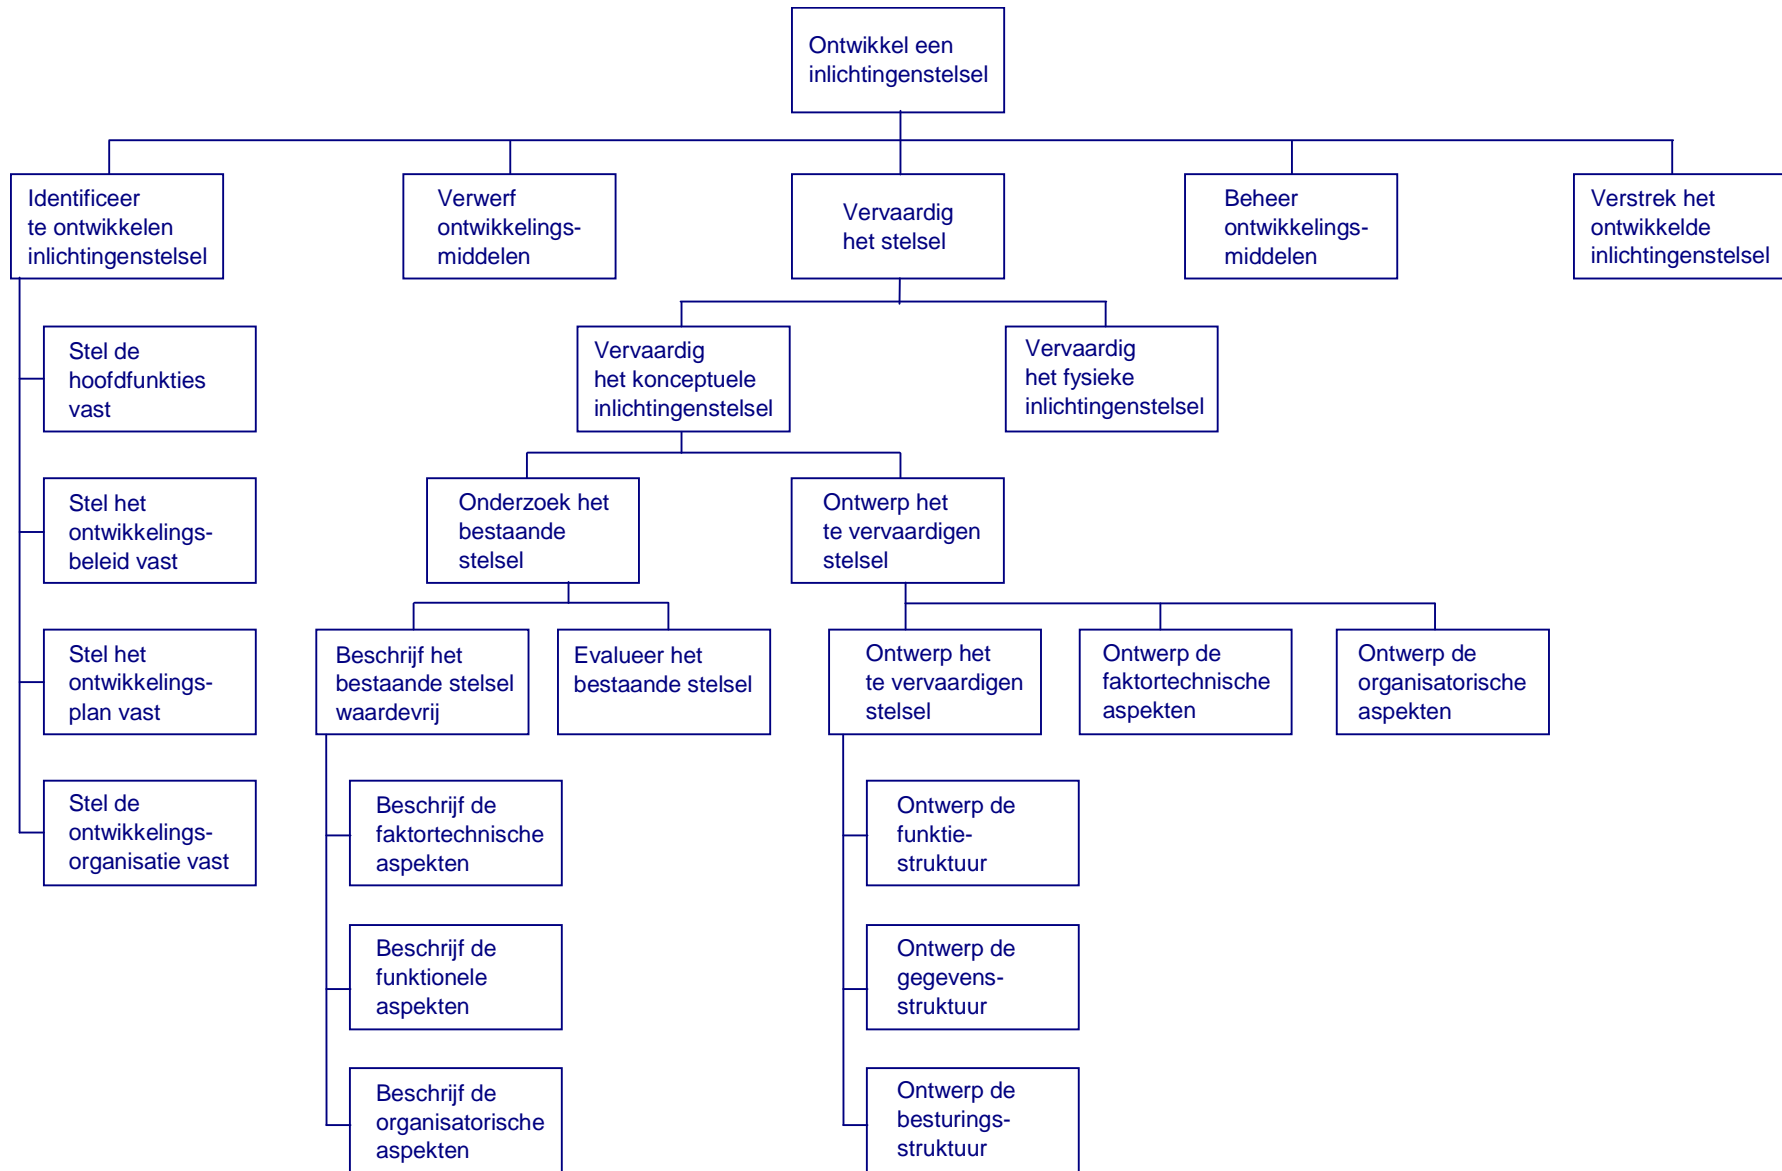 Ontwikkel een
inlichtingenstelsel
Identificeer
te ontwikkelen
inlichtingenstelsel
Verwerf
ontwikkelings-
middelen
Vervaardig
het stelsel
Beheer
ontwikkelings-
middelen
Verstrek het
ontwikkelde
inlichtingenstelsel
Stel de
hoofdfunkties
vast
Vervaardig
het konceptuele
inlichtingenstelsel
Vervaardig
het fysieke
inlichtingenstelsel
Stel het
ontwikkelings-
beleid vast
Onderzoek het
bestaande
stelsel
Ontwerp het
te vervaardigen
stelsel
Stel het
ontwikkelings-
plan vast
Beschrijf het
bestaande stelsel
waardevrij
Evalueer het
bestaande stelsel
Ontwerp het
te vervaardigen
stelsel
Ontwerp de
faktortechnische
aspekten
Ontwerp de
organisatorische
aspekten
Stel de
ontwikkelings-
organisatie vast
Beschrijf de
faktortechnische
aspekten
Ontwerp de
funktie-
struktuur
Beschrijf de
funktionele
aspekten
Ontwerp de
gegevens-
struktuur
Beschrijf de
organisatorische
aspekten
Ontwerp de
besturings-
struktuur